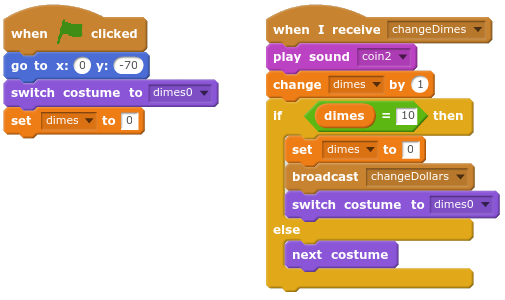 when clicked
go to x: 0 y: -70
switch costume to dimes0
set dimes to 0
when I receive changeDimes
play sound coin2
change dimes by 1
if dimes = 10 then
set dimes to 0
broadcast changeDollars
switch costume to dimes0
else
next costume